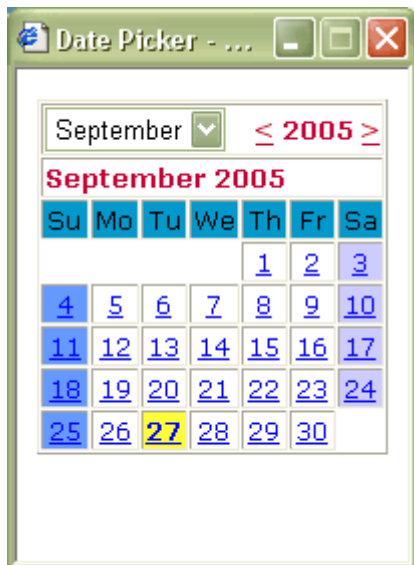 Date Picker - ...
September < 2005 >
September 2005
Su Mo Tu We Th Fr Sa
1 2 3
4 5 6 7 8 9 10
11 12 13 14 15 16 17
18 19 20 21 22 23 24
25 26 27 28 29 30